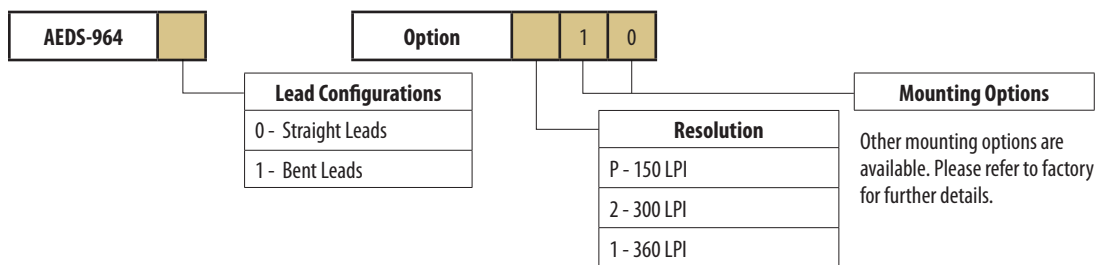 AEDS-964
Option 1 0
Lead Configurations
0 - Straight Leads
1 - Bent Leads
Resolution
P - 150 LPI
2 - 300 LPI
1 - 360 LPI
Mounting Options
Other mounting options are
available. Please refer to factory
for further details.